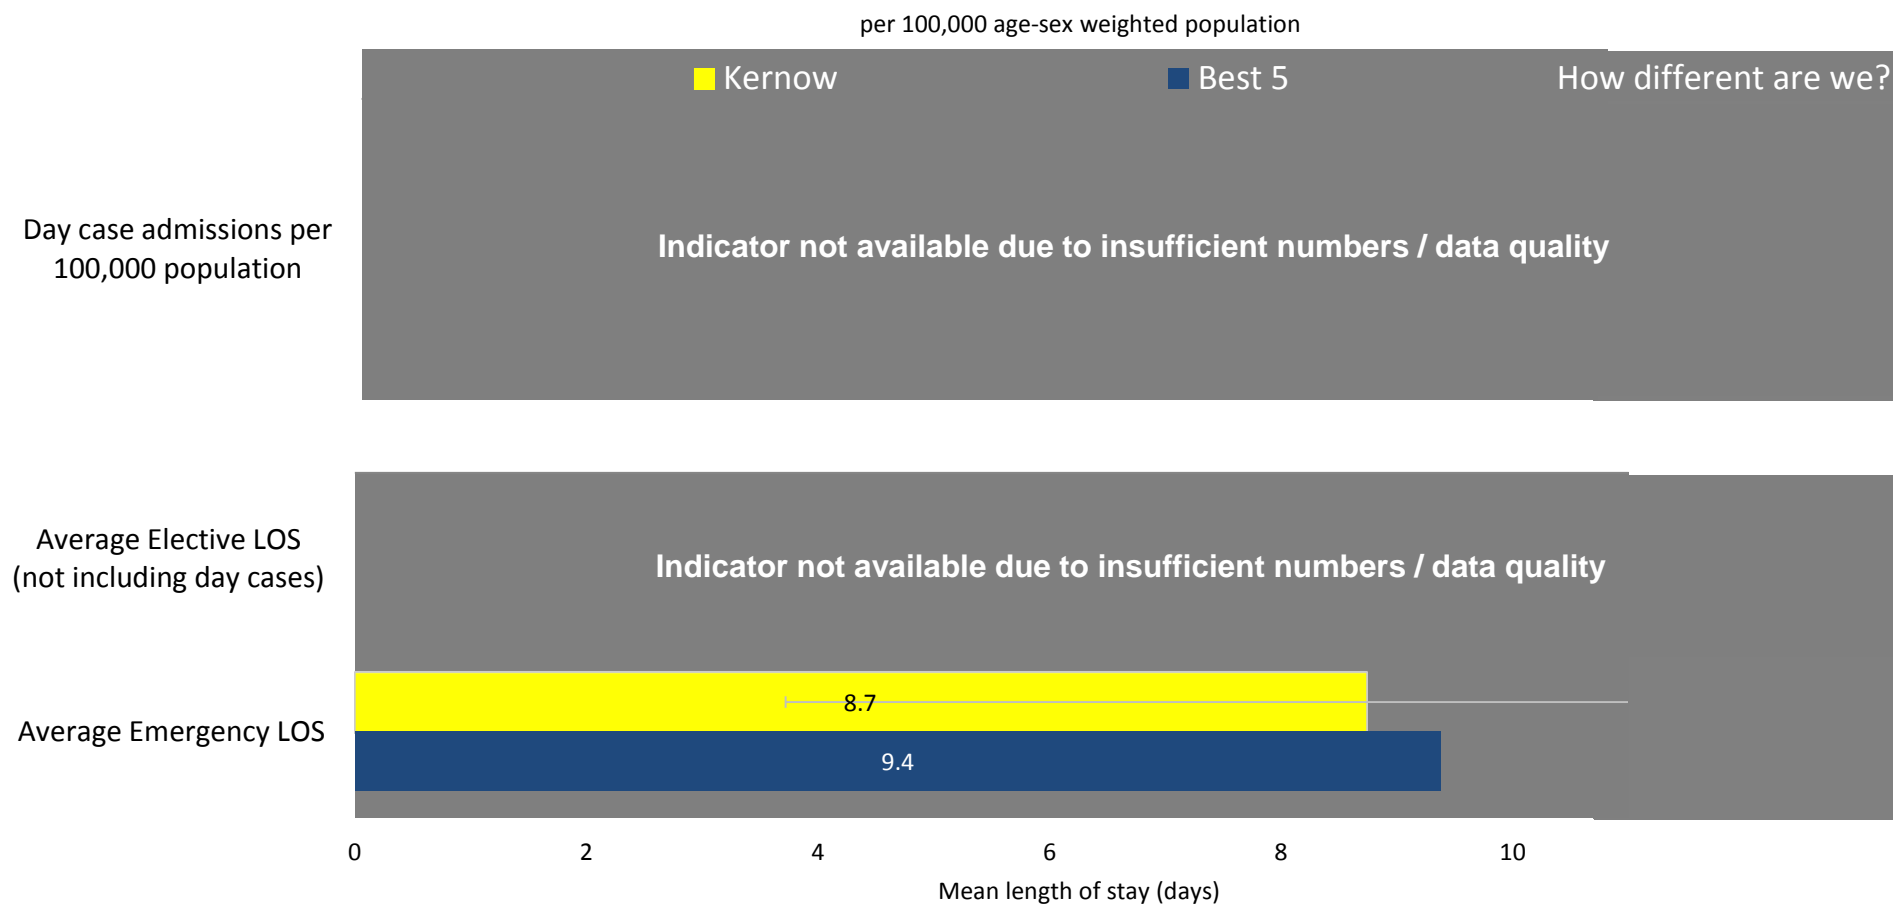 per 100,000 age-sex weighted population
Kernow
Best 5
How different are we?
Day case admissions per
100,000 population
Indicator not available due to insufficient numbers / data quality
Average Elective LOS
(not including day cases)
Indicator not available due to insufficient numbers / data quality
Average Emergency LOS
8.7
9.4
0 2 4 6 8 10
Mean length of stay (days)